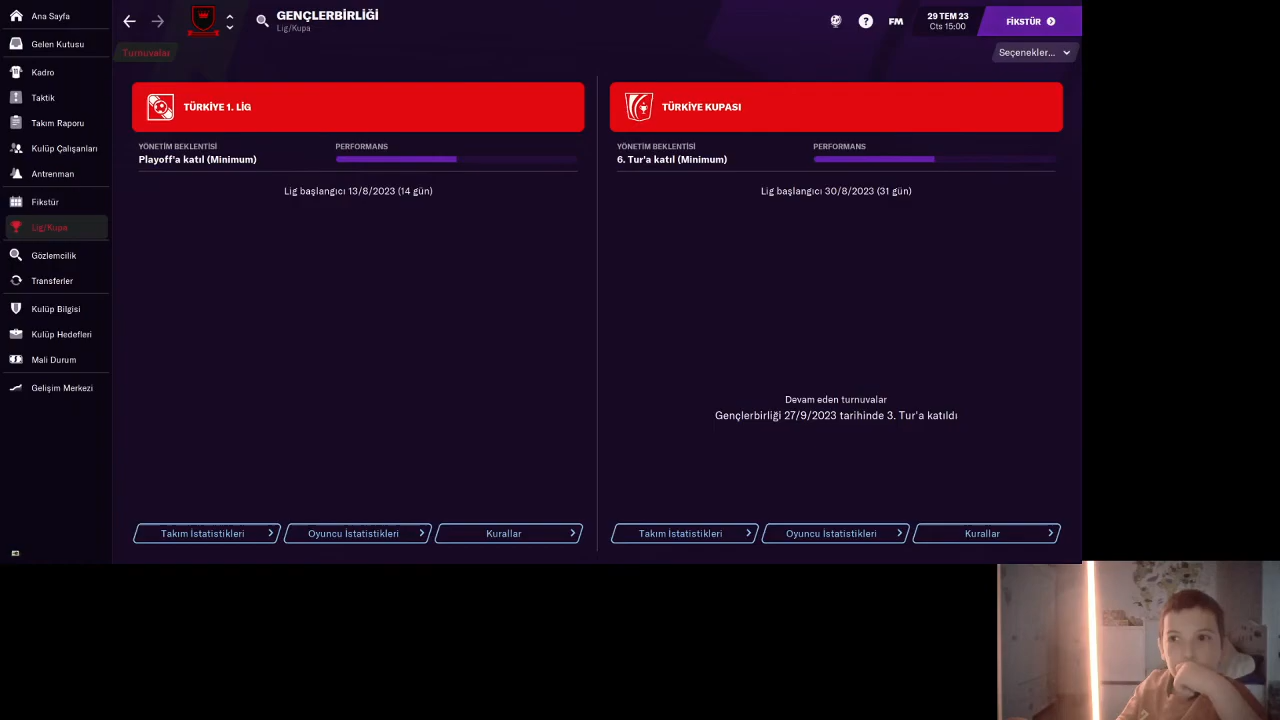 Ana Sayfa
Gelen Kutusu
Kadro
Taktik
Takım Raporu
Kulüp Çalışanları
Antrenman
Fikstür
Lig/Kupa
Gözlemcilik
Transferler
Kulüp Bilgisi
Kulüp Hedefleri
Mali Durum
Gelişim Merkezi
GENÇLERBİRLİĞİ
Lig/Kupa
?
FM
29 TEM 23
Cts 15:00
FİKSTÜR
Turnuvalar
Seçenekler...
TÜRKİYE 1. LİG
YÖNETİM BEKLENTİSİ
PERFORMANS
Playoff'a katıl (Minimum)
Lig başlangıcı 13/8/2023 (14 gün)
Takım İstatistikleri
Oyuncu İstatistikleri
Kurallar
TÜRKİYE KUPASI
YÖNETİM BEKLENTİSİ
PERFORMANS
6. Tur'a katıl (Minimum)
Lig başlangıcı 30/8/2023 (31 gün)
Devam eden turnuvalar
Gençlerbirliği 27/9/2023 tarihinde 3. Tur'a katıldı
Takım İstatistikleri
Oyuncu İstatistikleri
Kurallar